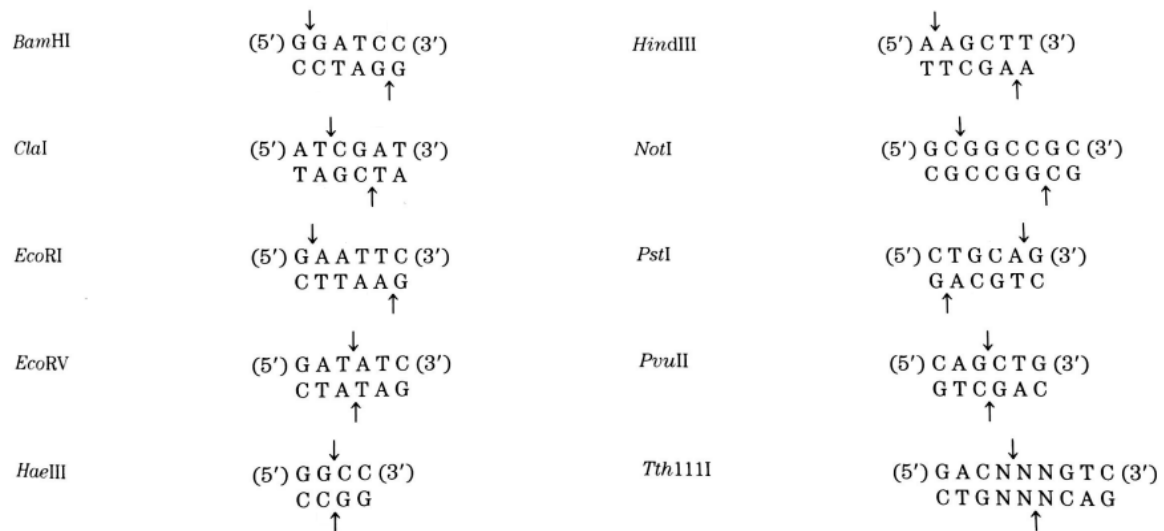 BamHI (5′) G G A T C C (3′) HindIII (5′) A A G C T T (3′)
C C T A G G T T C G A A
ClaI (5′) A T C G A T (3′) NotI (5′) G C G G C C G C (3′)
T A G C T A C G C C G G C G
EcoRI (5′) G A A T T C (3′) PstI (5′) C T G C A G (3′)
C T T A A G G A C G T C
EcoRV (5′) G A T A T C (3′) PvuII (5′) C A G C T G (3′)
C T A T A G G T C G A C
HaeIII (5′) G G C C (3′) Tth111I (5′) G A C N N N G T C (3′)
C C G G C T G N N N C A G